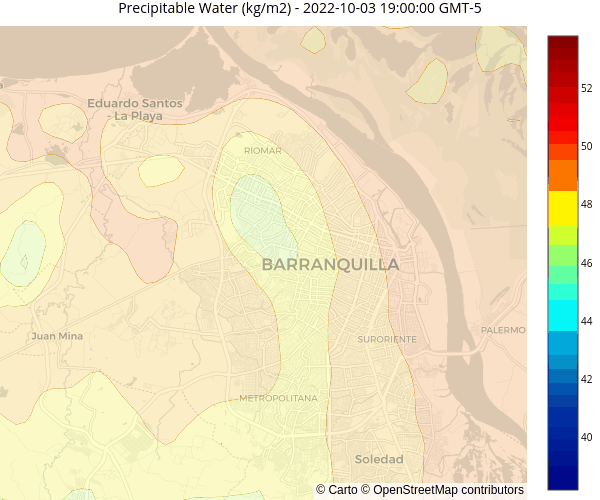 Precipitable Water (kg/m2) - 2022-10-03 19:00:00 GMT-5
Eduardo Santos
- La Playa
RIOMAR
BARRANQUILLA
Juan Mina
SURORIENTE
PALERMO
METROPOLITANA
Soledad
© Carto © OpenStreetMap contributors
52
50
48
46
44
42
40